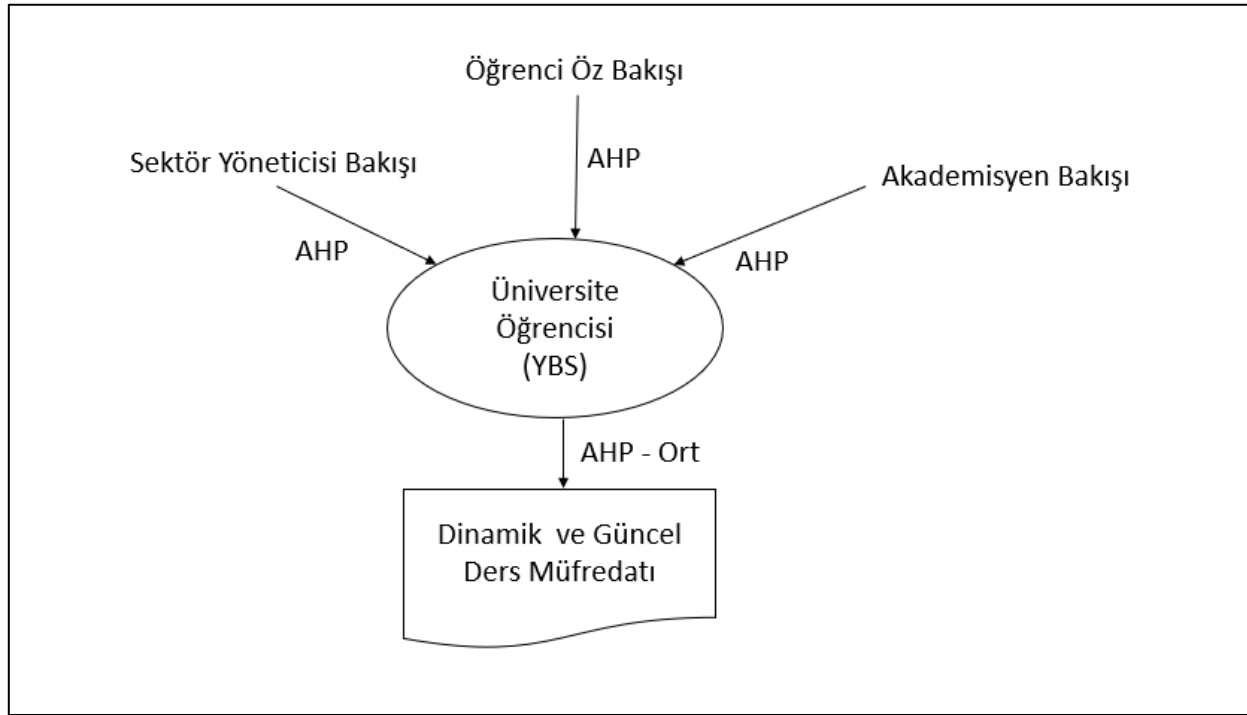 Öğrenci Öz Bakışı
Sektör Yöneticisi Bakışı
AHP
Akademisyen Bakışı
AHP
AHP
Üniversite
Öğrencisi
(YBS)
AHP - Ort
Dinamik ve Güncel
Ders Müfredatı